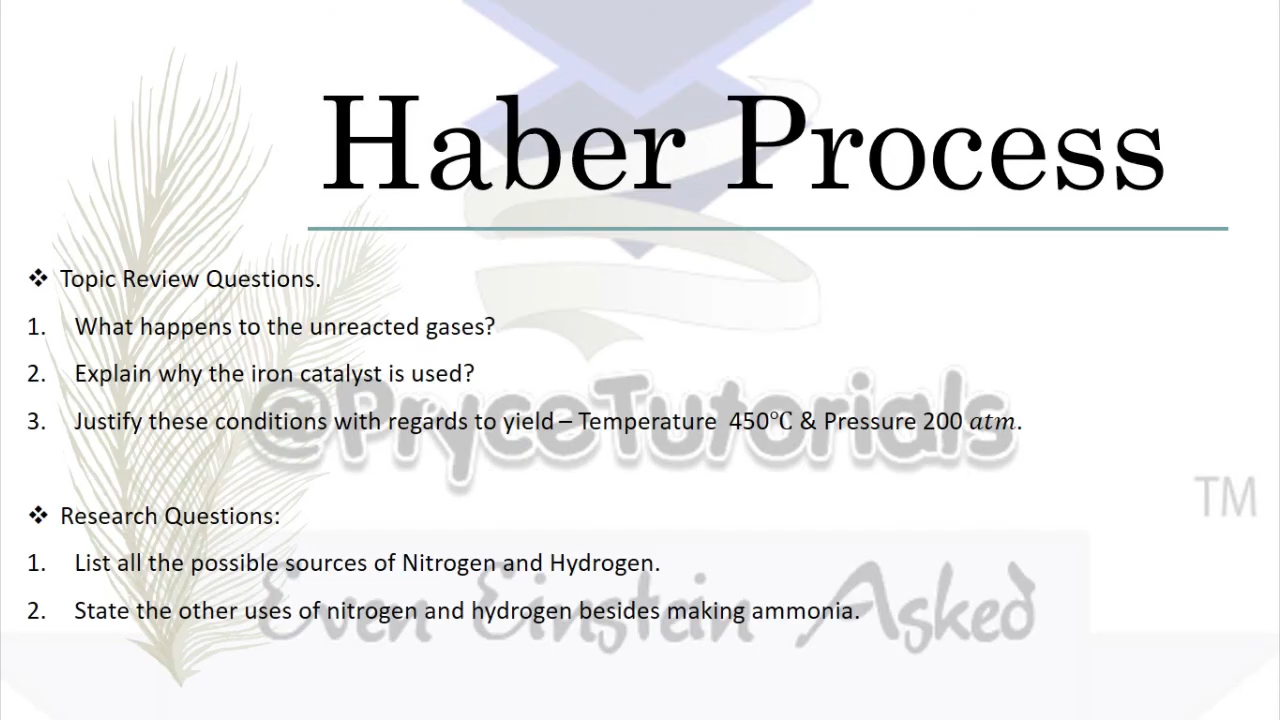 Haber Process
❖ Topic Review Questions.
1. What happens to the unreacted gases?
2. Explain why the iron catalyst is used?
3. Justify these conditions with regards to yield – Temperature 450℃ & Pressure 200 atm.
@PryceTutorials
TM
❖ Research Questions:
1. List all the possible sources of Nitrogen and Hydrogen.
2. State the other uses of nitrogen and hydrogen besides making ammonia.
Even Einstein Asked